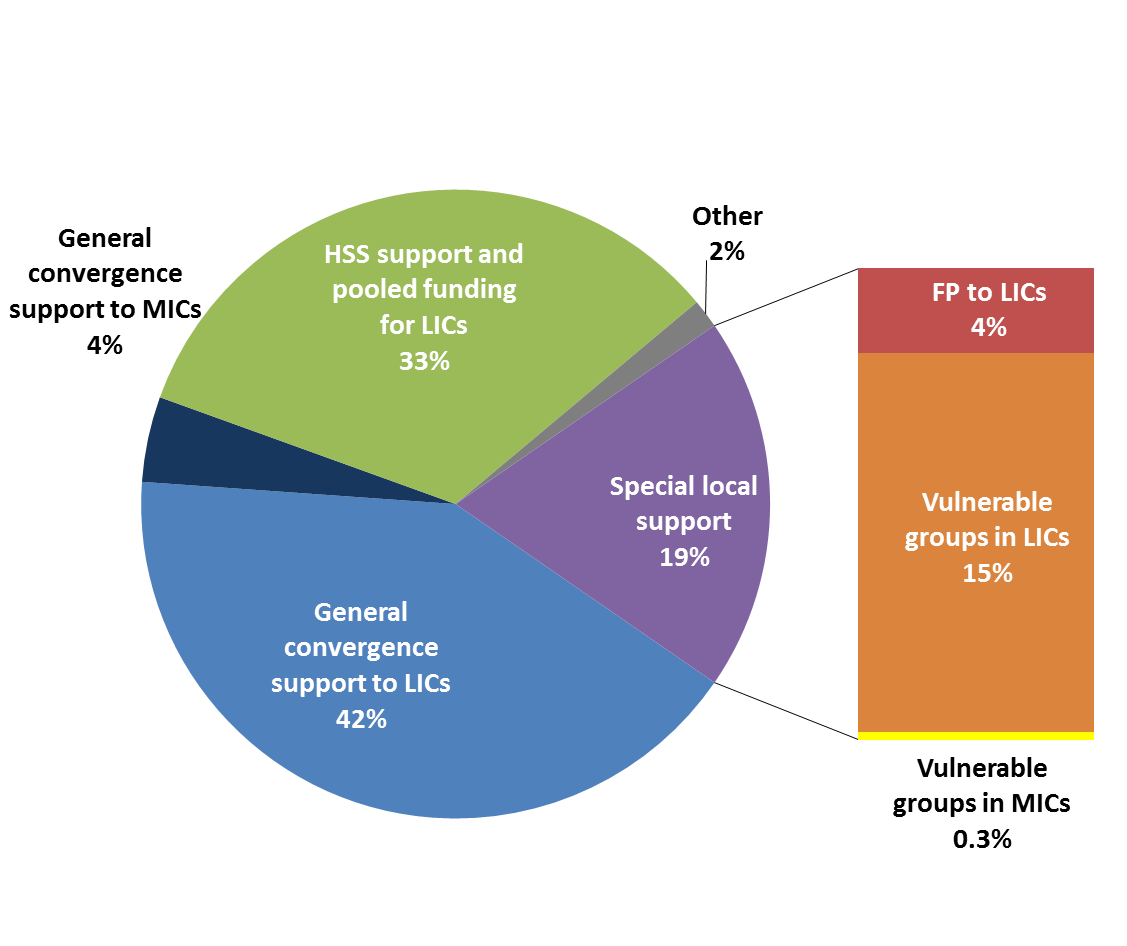 General
convergence
support to MICs
4%
HSS support and
pooled funding
for LICs
33%
Other
2%
Special local
support
19%
General
convergence
support to LICs
42%
FP to LICs
4%
Vulnerable
groups in LICs
15%
Vulnerable
groups in MICs
0.3%